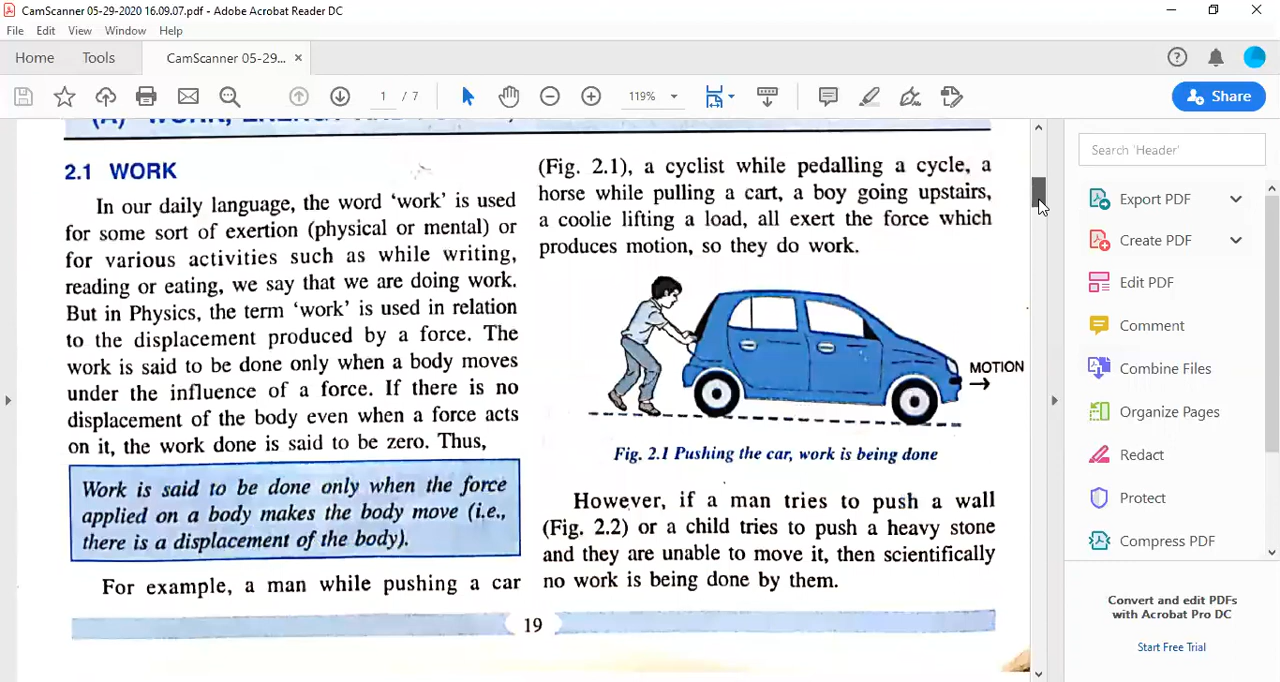 CamScanner 05-29-2020 16.09.07.pdf - Adobe Acrobat Reader DC
File Edit View Window Help
Home Tools CamScanner 05-29... ×
1 / 7 119% Share
2.1 WORK
In our daily language, the word ‘work’ is used
for some sort of exertion (physical or mental) or
for various activities such as while writing,
reading or eating, we say that we are doing work.
But in Physics, the term ‘work’ is used in relation
to the displacement produced by a force. The
work is said to be done only when a body moves
under the influence of a force. If there is no
displacement of the body even when a force acts
on it, the work done is said to be zero. Thus,
Work is said to be done only when the force
applied on a body makes the body move (i.e.,
there is a displacement of the body).
For example, a man while pushing a car
(Fig. 2.1), a cyclist while pedalling a cycle, a
horse while pulling a cart, a boy going upstairs,
a coolie lifting a load, all exert the force which
produces motion, so they do work.
MOTION
Fig. 2.1 Pushing the car, work is being done
However, if a man tries to push a wall
(Fig. 2.2) or a child tries to push a heavy stone
and they are unable to move it, then scientifically
no work is being done by them.
19
Search 'Header'
Export PDF
Create PDF
Edit PDF
Comment
Combine Files
Organize Pages
Redact
Protect
Compress PDF
Convert and edit PDFs
with Acrobat Pro DC
Start Free Trial